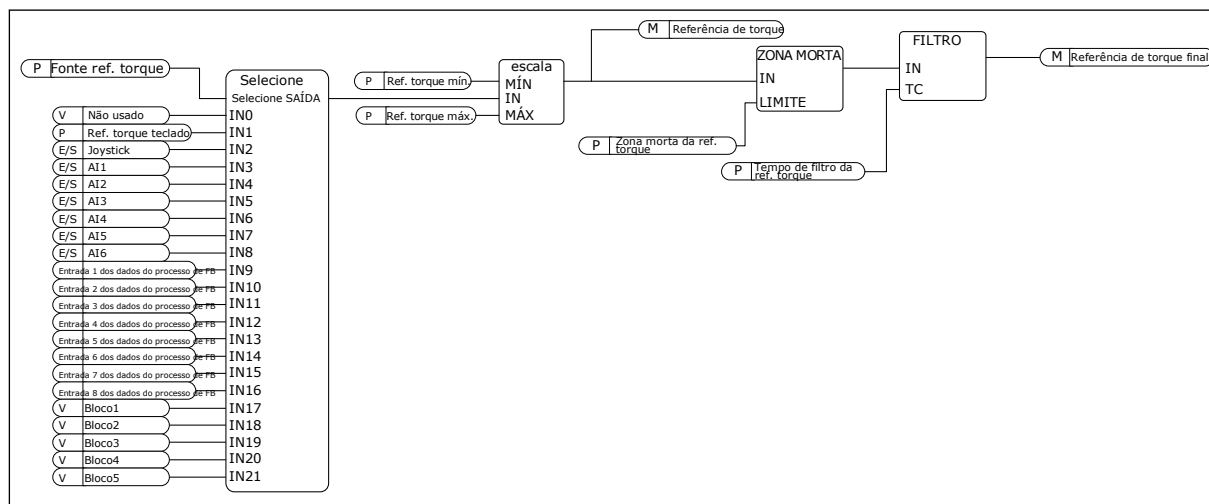 P Fonte ref. torque
Selecione
Selecione SAÍDA
V Não usado IN0
P Ref. torque teclado IN1
E/S Joystick IN2
E/S AI1 IN3
E/S AI2 IN4
E/S AI3 IN5
E/S AI4 IN6
E/S AI5 IN7
E/S AI6 IN8
Entrada 1 dos dados do processo de FB IN9
Entrada 2 dos dados do processo de FB IN10
Entrada 3 dos dados do processo de FB IN11
Entrada 4 dos dados do processo de FB IN12
Entrada 5 dos dados do processo de FB IN13
Entrada 6 dos dados do processo de FB IN14
Entrada 7 dos dados do processo de FB IN15
Entrada 8 dos dados do processo de FB IN16
V Bloco1 IN17
V Bloco2 IN18
V Bloco3 IN19
V Bloco4 IN20
V Bloco5 IN21
P Ref. torque mín.
P Ref. torque máx.
escala
MÍN
IN
MÁX
M Referência de torque
P Zona morta da ref.
torque
ZONA MORTA
IN
LIMITE
P Tempo de filtro da
ref. torque
FILTRO
IN
TC
M Referência de torque final